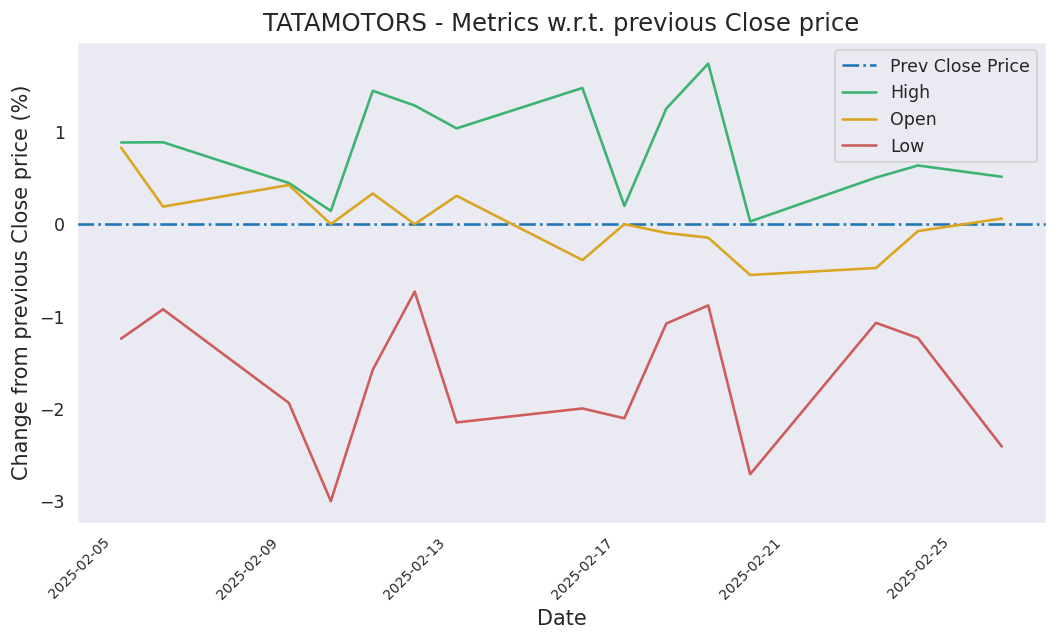 TATAMOTORS - Metrics w.r.t. previous Close price
Prev Close Price
High
Open
Low
Change from previous Close price (%)
1
0
−1
−2
−3
2025-02-05
2025-02-09
2025-02-13
2025-02-17
2025-02-21
2025-02-25
Date